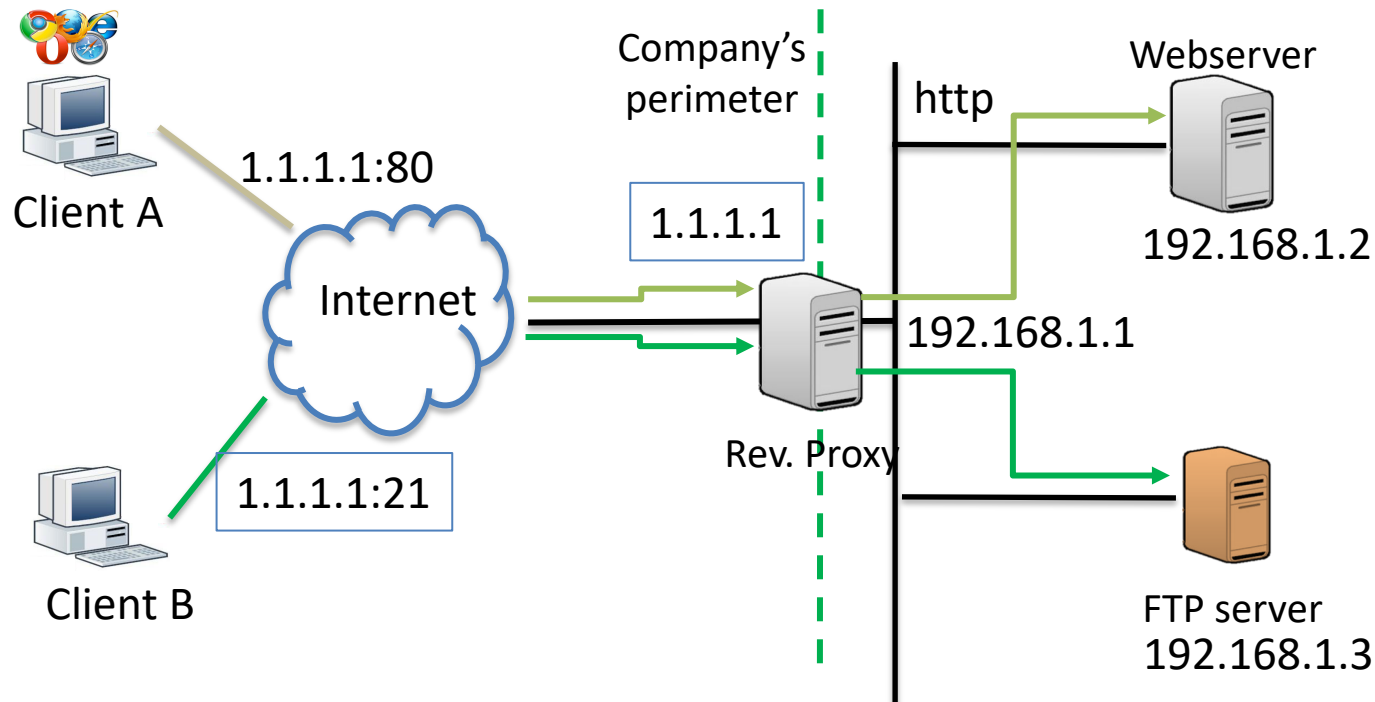 Company's
perimeter
Webserver
http
1.1.1.1:80
Client A
1.1.1.1
192.168.1.2
Internet
192.168.1.1
Rev. Proxy
1.1.1.1:21
Client B
FTP server
192.168.1.3